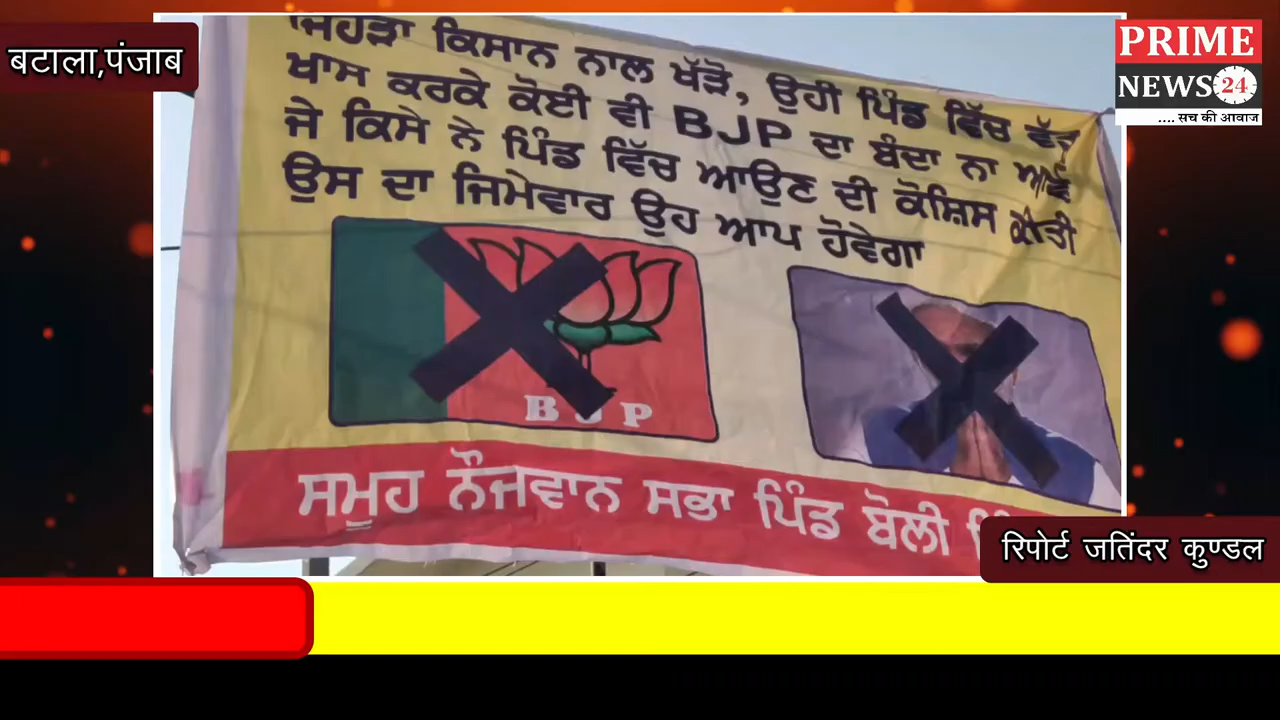 बटाला,पंजाब
PRIME
NEWS 24
.... सच की आवाज
ਜਿਹੜਾ ਕਿਸਾਨ ਨਾਲ ਖੱੜੋ, ਉਹੀ ਪਿੰਡ ਵਿੱਚ ਵੱੜੋ
ਖਾਸ ਕਰਕੇ ਕੋਈ ਵੀ BJP ਦਾ ਬੰਦਾ ਨਾ ਆਵੇ
ਜੇ ਕਿਸੇ ਨੇ ਪਿੰਡ ਵਿੱਚ ਆਉਣ ਦੀ ਕੋਸ਼ਿਸ ਕੀਤੀ
ਉਸ ਦਾ ਜਿਮੇਵਾਰ ਉਹ ਆਪ ਹੋਵੇਗਾ
BJP
ਸਮੂਹ ਨੌਜਵਾਨ ਸਭਾ ਪਿੰਡ ਬੋਲੀ
रिपोर्ट जतिंदर कुण्डल